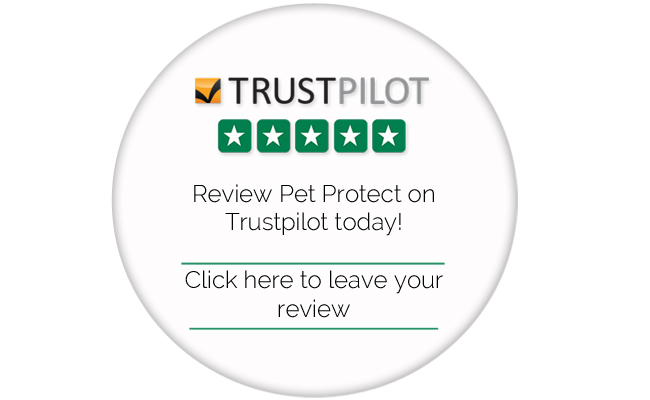 TRUSTPILOT
Review Pet Protect on
Trustpilot today!
Click here to leave your
review